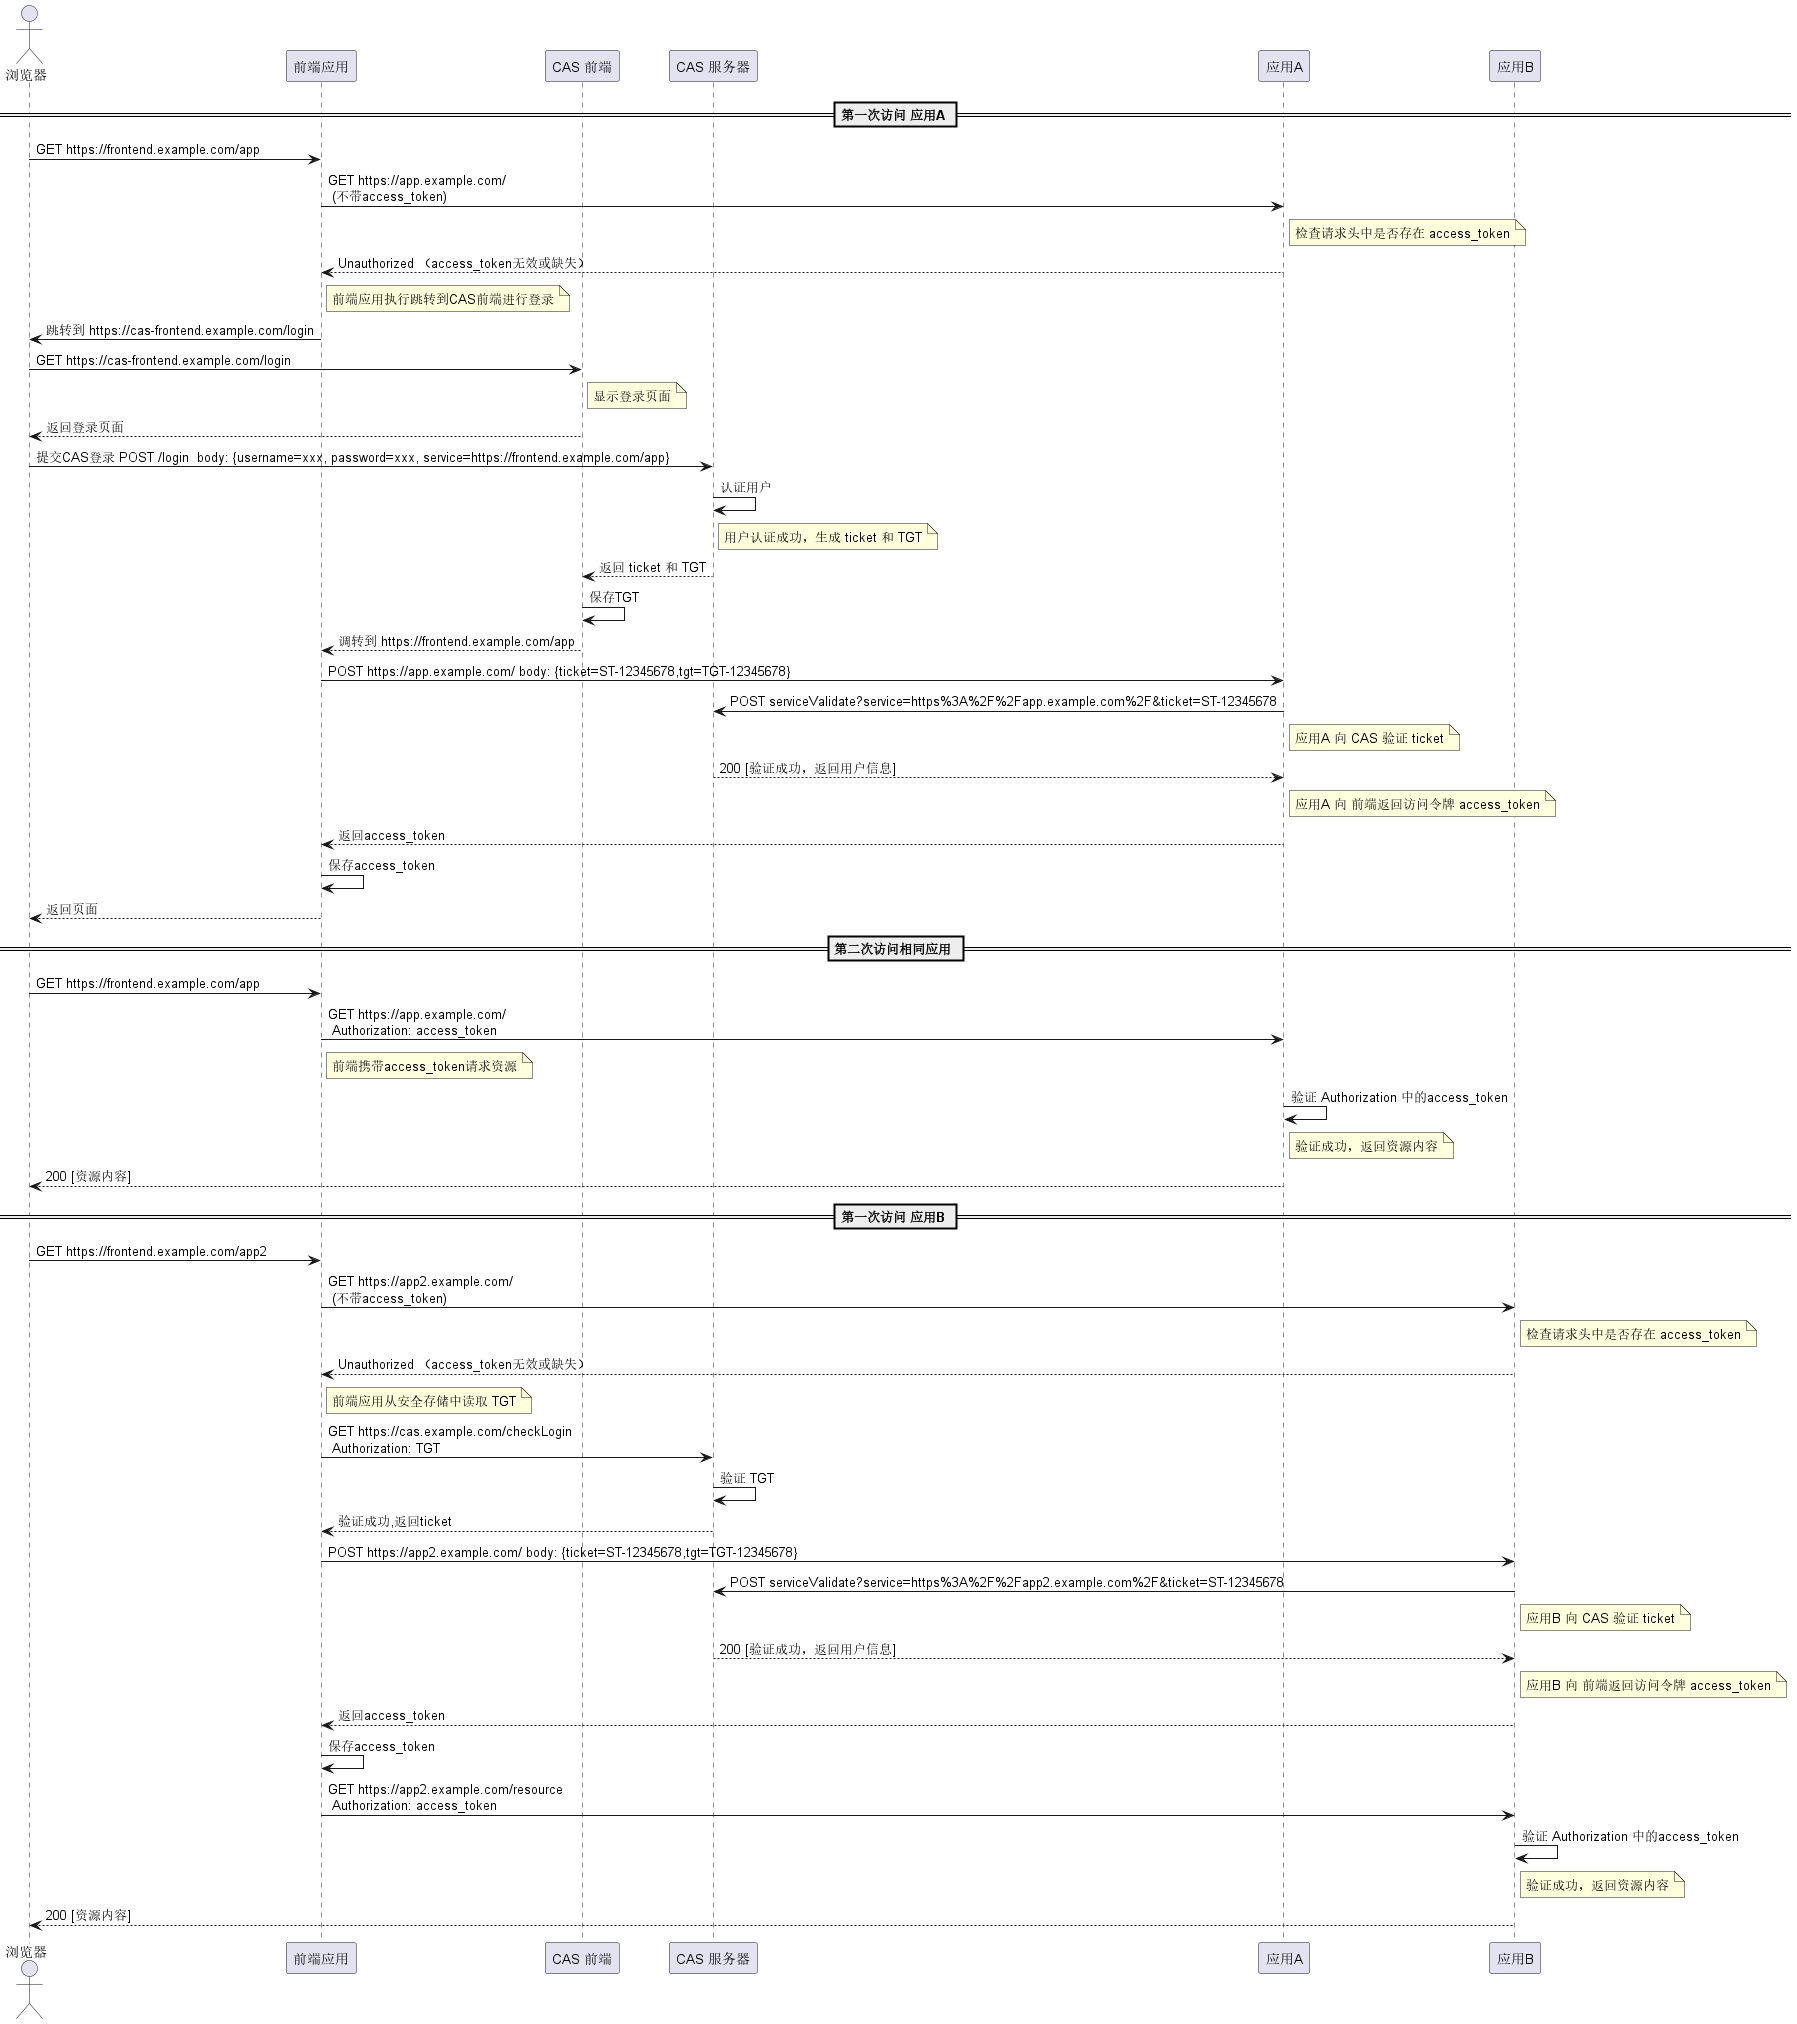 浏览器
前端应用
CAS 前端
CAS 服务器
应用A
应用B
第一次访问 应用A
GET https://frontend.example.com/app
GET https://app.example.com/
(不带access_token)
检查请求头中是否存在 access_token
Unauthorized （access_token无效或缺失）
前端应用执行跳转到CAS前端进行登录
跳转到 https://cas-frontend.example.com/login
GET https://cas-frontend.example.com/login
显示登录页面
返回登录页面
提交CAS登录 POST /login  body: {username=xxx, password=xxx, service=https://frontend.example.com/app}
认证用户
用户认证成功，生成 ticket 和 TGT
返回 ticket 和 TGT
保存TGT
调转到 https://frontend.example.com/app
POST https://app.example.com/ body: {ticket=ST-12345678,tgt=TGT-12345678}
POST serviceValidate?service=https%3A%2F%2Fapp.example.com%2F&ticket=ST-12345678
应用A 向 CAS 验证 ticket
200 [验证成功，返回用户信息]
应用A 向 前端返回访问令牌 access_token
返回access_token
保存access_token
返回页面
第二次访问相同应用
GET https://frontend.example.com/app
GET https://app.example.com/
Authorization: access_token
前端携带access_token请求资源
验证 Authorization 中的access_token
验证成功，返回资源内容
200 [资源内容]
第一次访问 应用B
GET https://frontend.example.com/app2
GET https://app2.example.com/
(不带access_token)
检查请求头中是否存在 access_token
Unauthorized （access_token无效或缺失）
前端应用从安全存储中读取 TGT
GET https://cas.example.com/checkLogin
Authorization: TGT
验证 TGT
验证成功,返回ticket
POST https://app2.example.com/ body: {ticket=ST-12345678,tgt=TGT-12345678}
POST serviceValidate?service=https%3A%2F%2Fapp2.example.com%2F&ticket=ST-12345678
应用B 向 CAS 验证 ticket
200 [验证成功，返回用户信息]
应用B 向 前端返回访问令牌 access_token
返回access_token
保存access_token
GET https://app2.example.com/resource
Authorization: access_token
验证 Authorization 中的access_token
验证成功，返回资源内容
200 [资源内容]
浏览器
前端应用
CAS 前端
CAS 服务器
应用A
应用B